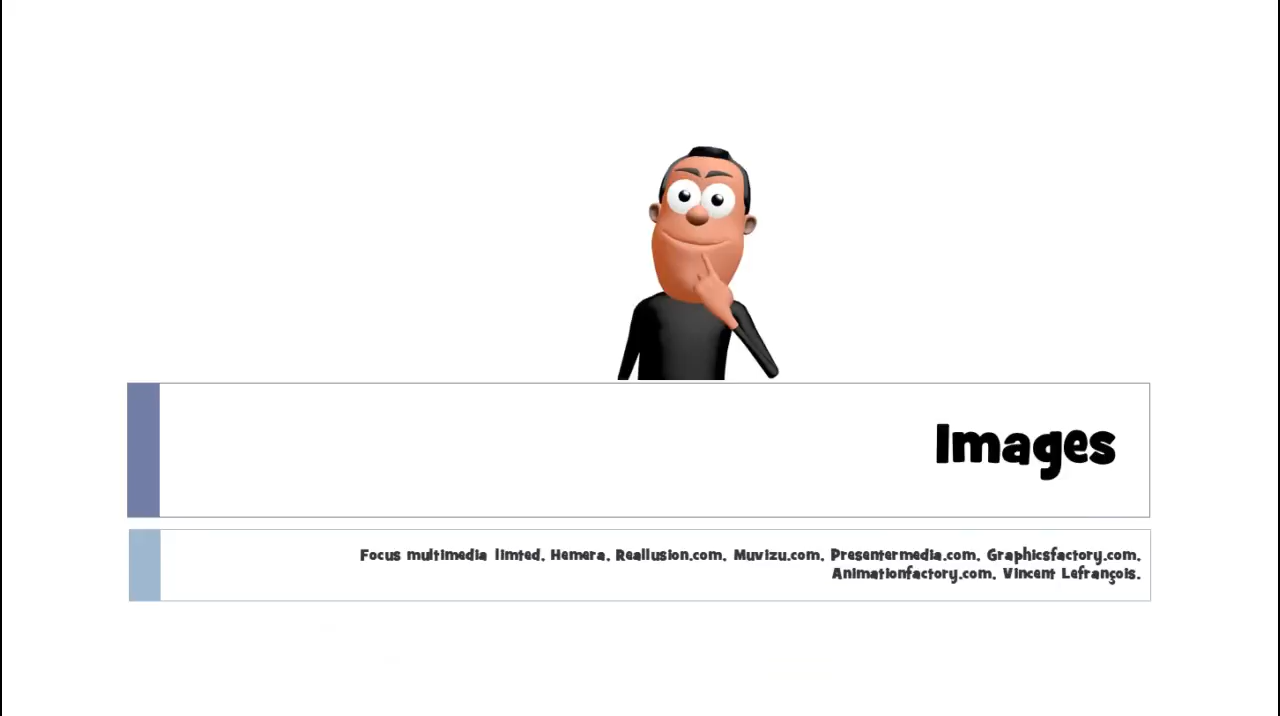 Images
Focus multimedia limted, Hemera, Reallusion.com, Muvizu.com, Presentermedia.com, Graphicsfactory.com,
Animationfactory.com, Vincent Lefrançois.